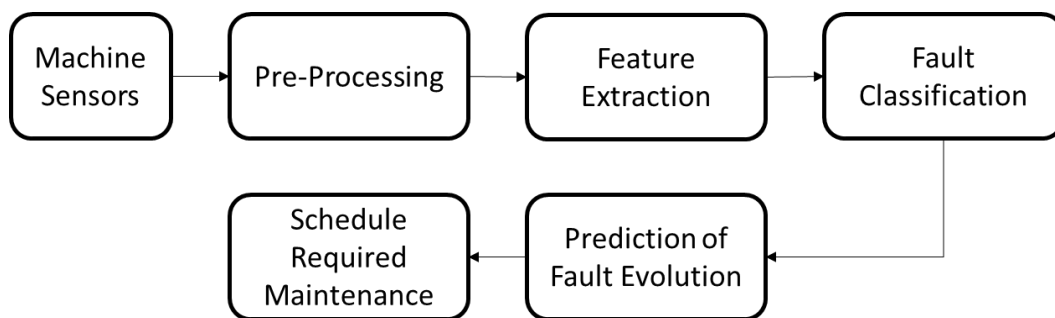 Machine
Sensors
Pre-Processing
Feature
Extraction
Fault
Classification
Schedule
Required
Maintenance
Prediction of
Fault Evolution